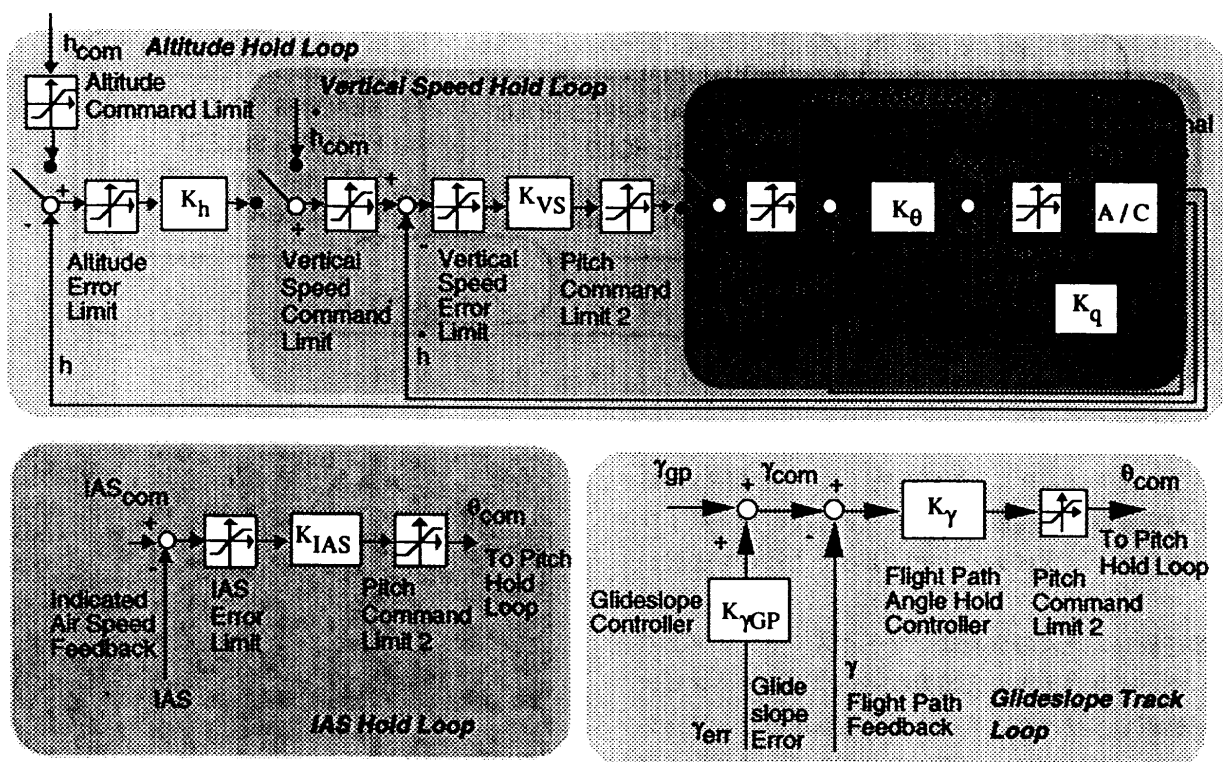 h com Altitude Hold Loop
Altitude
Command Limit
Vertical Speed Hold Loop
ḣ com
nal
+
-
K h
+
+
-
K VS
K θ
A / C
K q
Altitude
Error
Limit
Vertical
Speed
Command
Limit
Vertical
Speed
Error
Limit
Pitch
Command
Limit 2
h
ḣ
IAS com
+
-
K IAS
θ com
To Pitch
Hold
Loop
Indicated
Air Speed
Feedback
IAS
Error
Limit
Pitch
Command
Limit 2
IAS
IAS Hold Loop
γ gp
+
γ com
+
-
+
K γ
θ com
To Pitch
Hold Loop
Glideslope
Controller
K γGP
Flight Path
Angle Hold
Controller
Pitch
Command
Limit 2
γ err
Glide
slope
Error
γ
Flight Path
Feedback
Glideslope Track
Loop